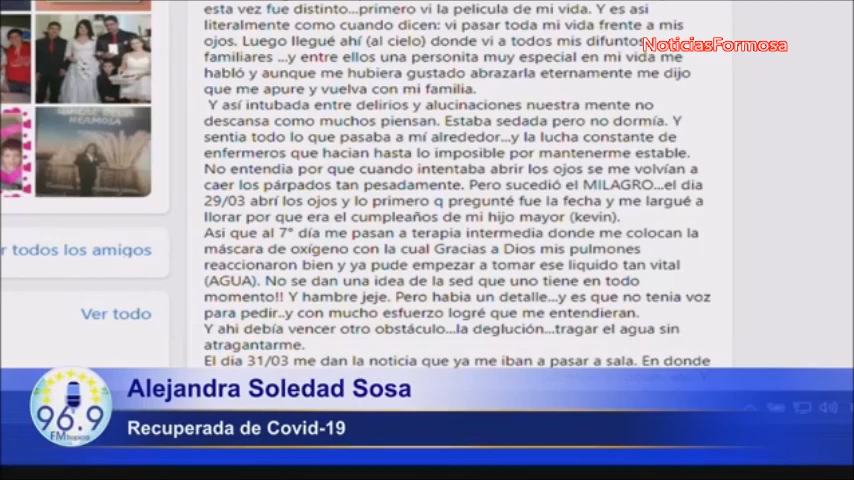 esta vez fue distinto...primero vi la pelicula de mi vida. Y es asi
literalmente como cuando dicen: vi pasar toda mi vida frente a mis
ojos. Luego llegué ahí (al cielo) donde vi a todos mis difuntos
NoticiasFormosa
familiares ...y entre ellos una personita muy especial en mi vida me
habló y aunque me hubiera gustado abrazarla eternamente me dijo
que me apure y vuelva con mi familia.
Y así intubada entre delirios y alucinaciones nuestra mente no
descansa como muchos piensan. Estaba sedada pero no dormía. Y
sentia todo lo que pasaba a mí alrededor...y la lucha constante de
enfermeros que hacian hasta lo imposible por mantenerme estable.
No entendia por que cuando intentaba abrir los ojos se me volvían a
caer los párpados tan pesadamente. Pero sucedió el MILAGRO...el dia
29/03 abrí los ojos y lo primero q pregunté fue la fecha y me largué a
llorar por que era el cumpleaños de mi hijo mayor (kevin).
Asi que al 7° día me pasan a terapia intermedia donde me colocan la
máscara de oxígeno con la cual Gracias a Dios mis pulmones
reaccionaron bien y ya pude empezar a tomar ese liquido tan vital
(AGUA). No se dan una idea de la sed que uno tiene en todo
momento!! Y hambre jeje. Pero habia un detalle...y es que no tenia voz
para pedir..y con mucho esfuerzo logré que me entendieran.
Y ahi debía vencer otro obstáculo...la deglución...tragar el agua sin
atragantarme.
El dia 31/03 me dan la noticia que ya me iban a pasar a sala. En donde
r todos los amigos
Ver todo
96.9
FM
Alejandra Soledad Sosa
Recuperada de Covid-19